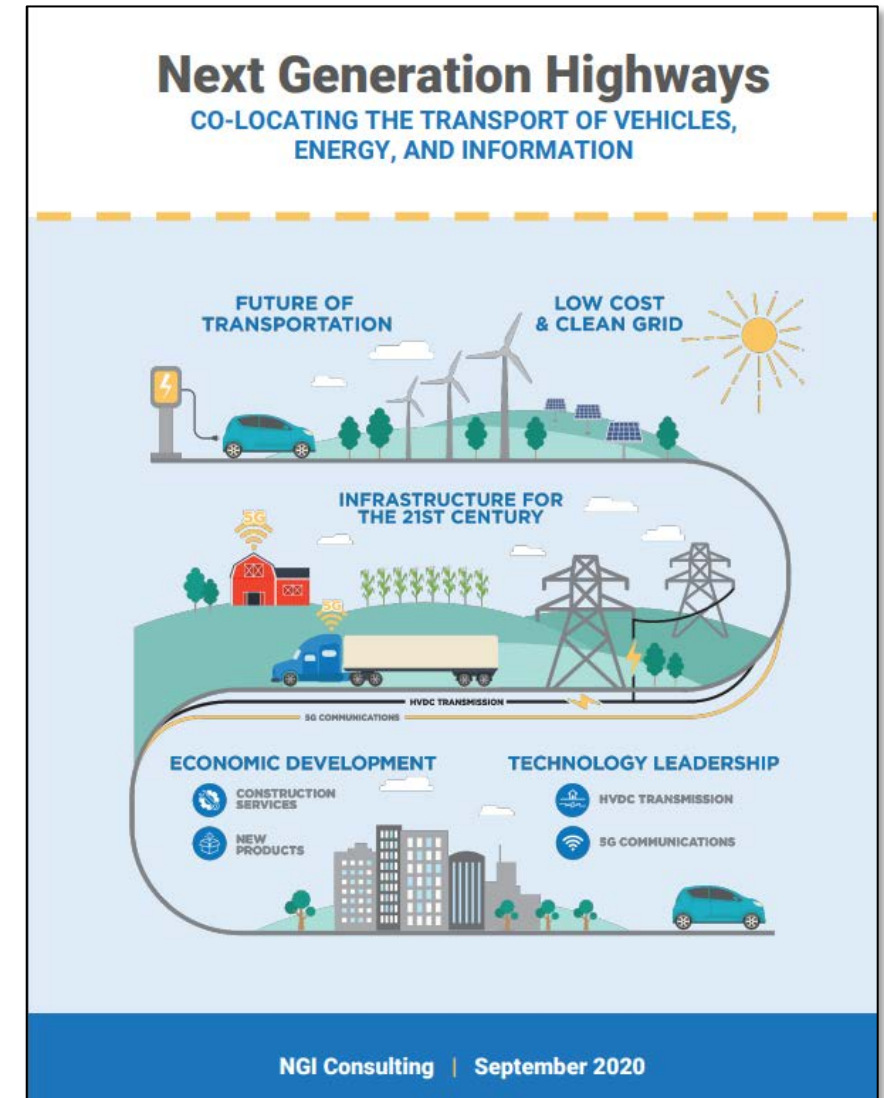 Next Generation Highways
CO-LOCATING THE TRANSPORT OF VEHICLES,
ENERGY, AND INFORMATION
FUTURE OF
TRANSPORTATION
LOW COST
& CLEAN GRID
INFRASTRUCTURE FOR
THE 21ST CENTURY
5G
5G
HVDC TRANSMISSION
5G COMMUNICATIONS
ECONOMIC DEVELOPMENT
CONSTRUCTION
SERVICES
NEW
PRODUCTS
TECHNOLOGY LEADERSHIP
HVDC TRANSMISSION
5G COMMUNICATIONS
NGI Consulting | September 2020